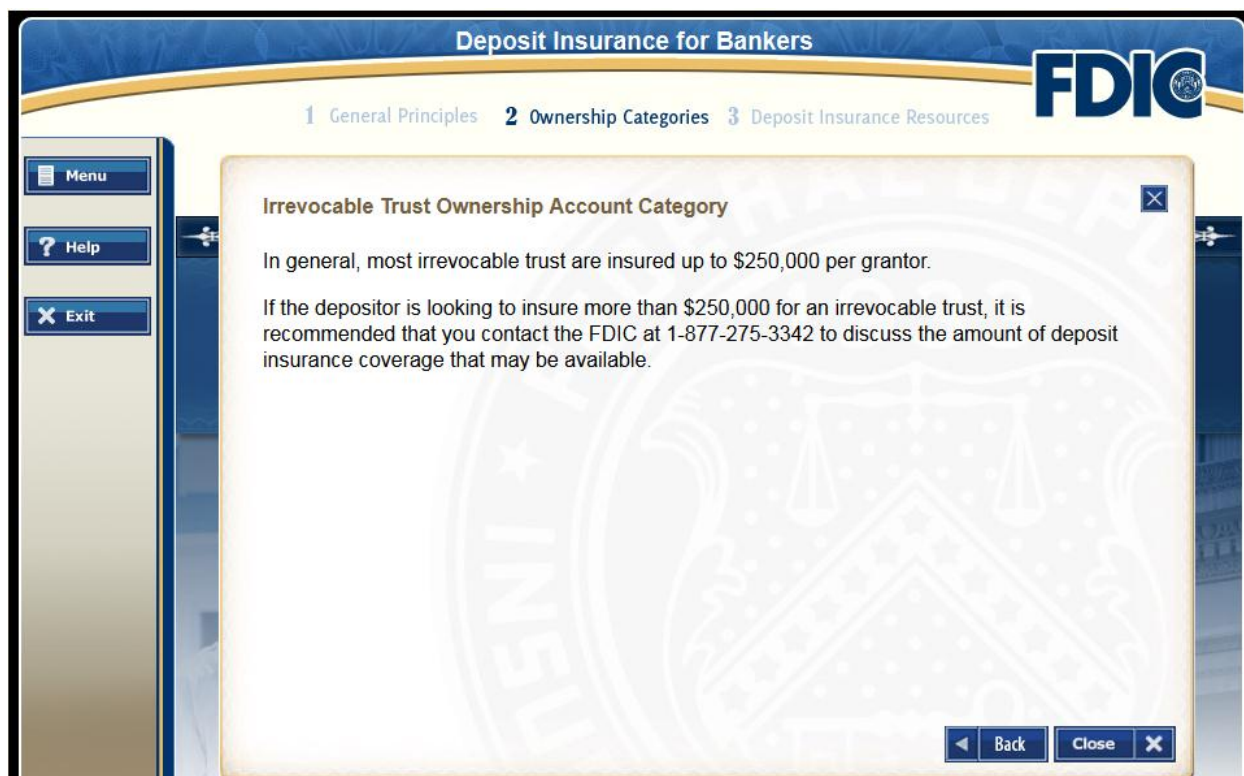 Deposit Insurance for Bankers
FDIC
1 General Principles 2 Ownership Categories 3 Deposit Insurance Resources
Menu
? Help
X Exit
Irrevocable Trust Ownership Account Category
In general, most irrevocable trust are insured up to $250,000 per grantor.
If the depositor is looking to insure more than $250,000 for an irrevocable trust, it is
recommended that you contact the FDIC at 1-877-275-3342 to discuss the amount of deposit
insurance coverage that may be available.
Back
Close X